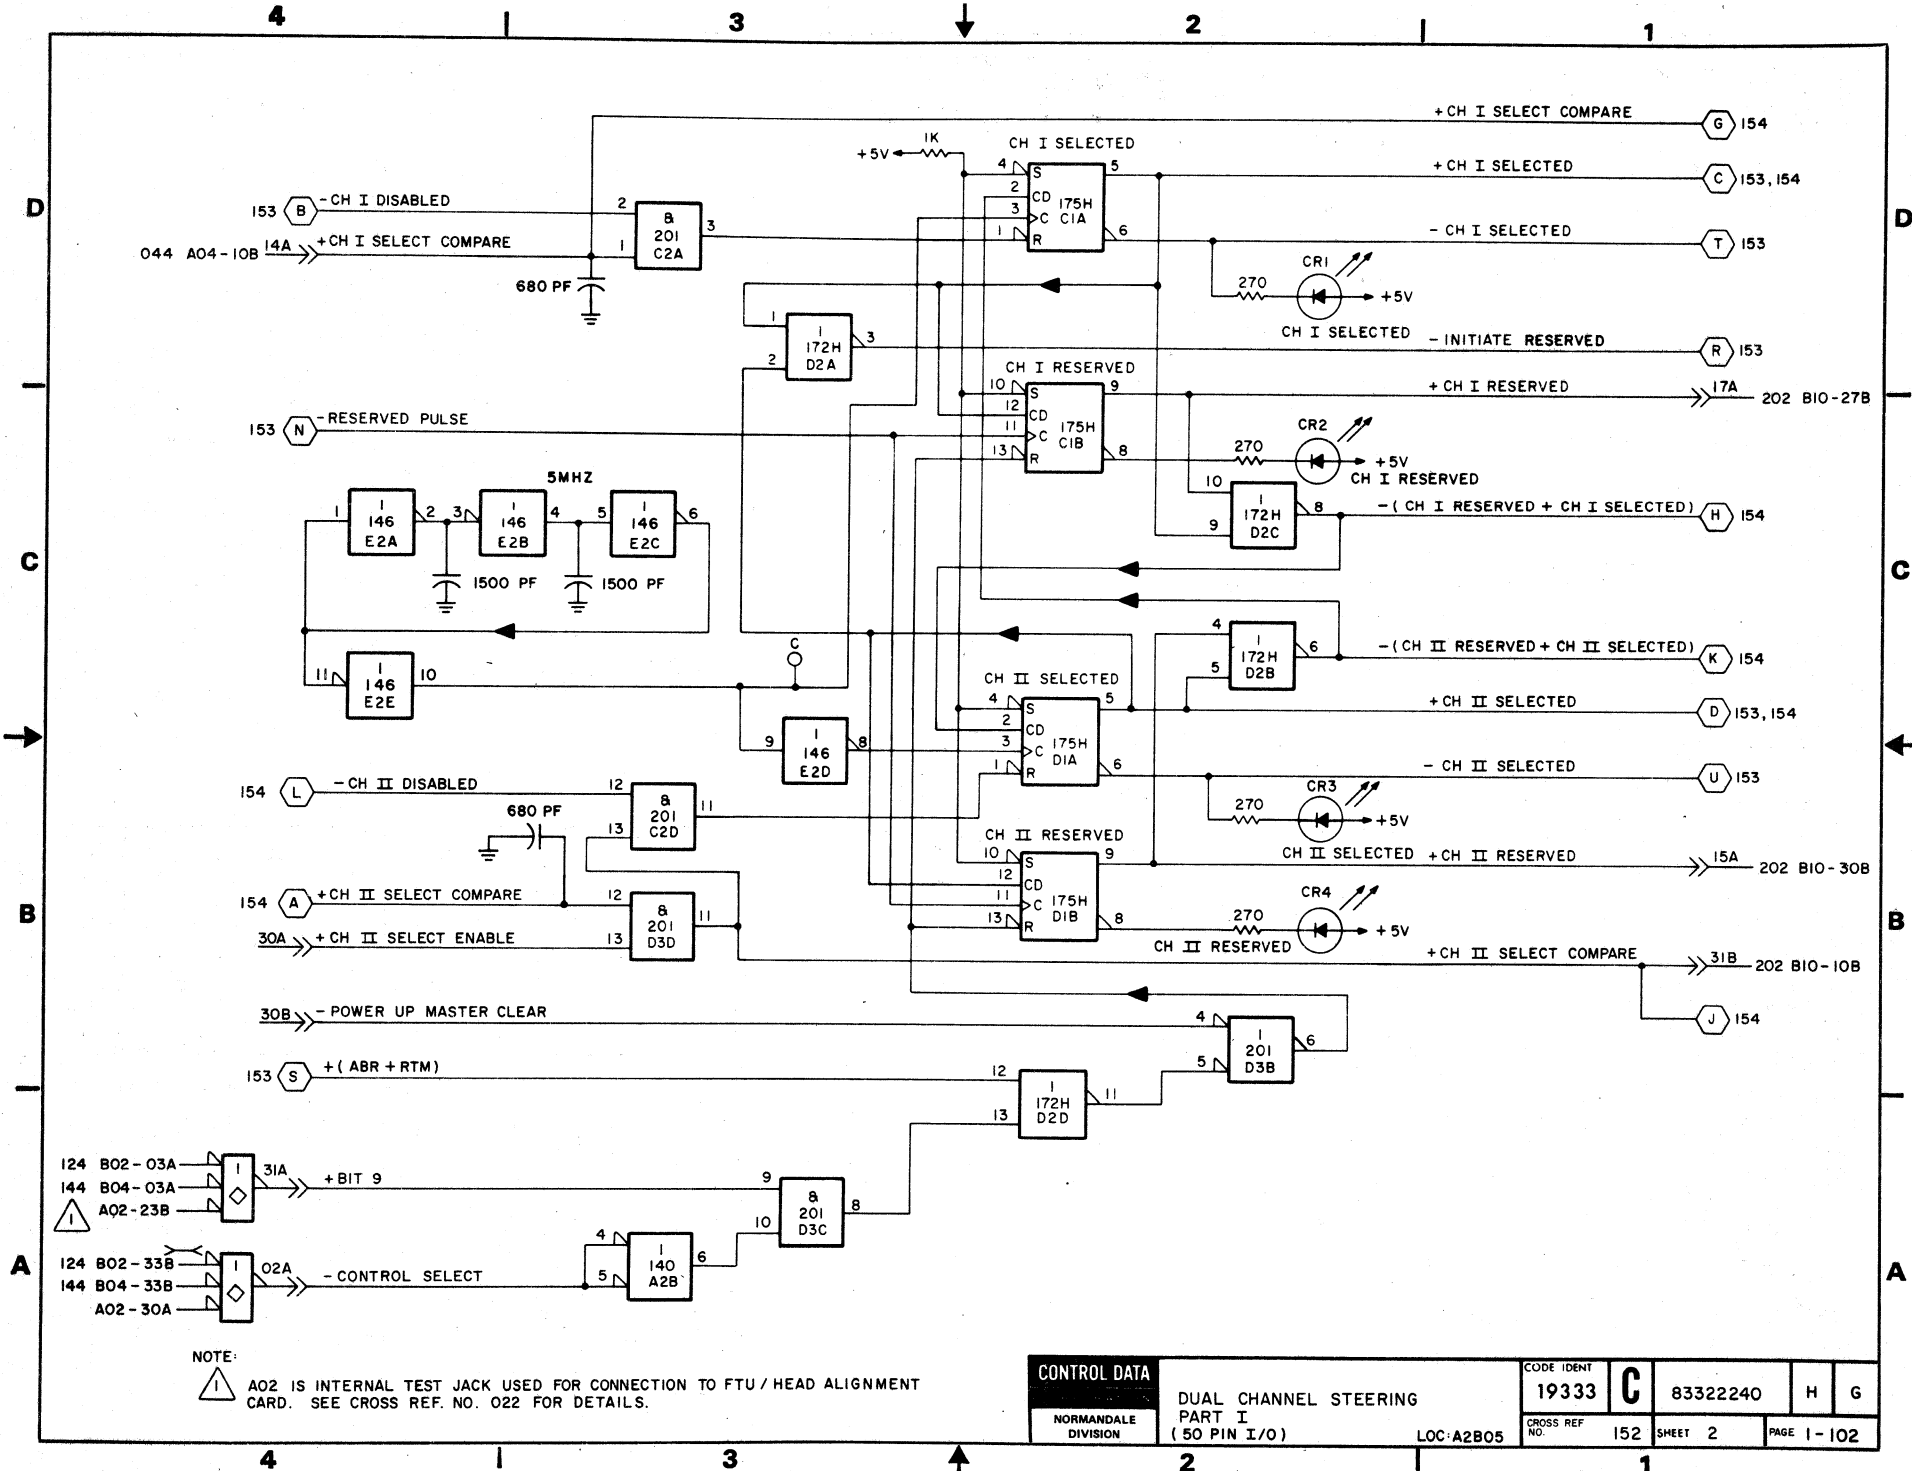 4 3 2 1
+CH I SELECT COMPARE
G 154
1K
+5V
CH I SELECTED
+CH I SELECTED
C 153, 154
4 S 5
2 CD
3 C
1 R 6
175H
C1A
D D
153 B -CH I DISABLED
2
&
201
C2A
3
044 A04-10B 14A +CH I SELECT COMPARE
1
680 PF
- CH I SELECTED
T 153
CR1
270
+5V
CH I SELECTED
1
2
1
172H
D2A
3
- INITIATE RESERVED
R 153
CH I RESERVED
10 S 9
12 CD
11 C
13 R 8
175H
C1B
+CH I RESERVED
17A
202 B10-27B
153 N -RESERVED PULSE
CR2
270
+5V
CH I RESERVED
5MHZ
1
1
146
E2A
2
3
1
146
E2B
4
5
1
146
E2C
6
10
9
1
172H
D2C
8
-( CH I RESERVED + CH I SELECTED)
H 154
C C
1500 PF
1500 PF
C
11
1
146
E2E
10
4
5
1
172H
D2B
6
-(CH II RESERVED + CH II SELECTED)
K 154
CH II SELECTED
4 S 5
2 CD
3 C
1 R 6
175H
D1A
+CH II SELECTED
D 153, 154
9
1
146
E2D
8
- CH II SELECTED
U 153
154 L -CH II DISABLED
12
13
&
201
C2D
11
680 PF
CR3
270
+5V
CH II SELECTED
CH II RESERVED
10 S 9
12 CD
11 C
13 R 8
175H
D1B
+CH II RESERVED
15A
202 B10-30B
154 A +CH II SELECT COMPARE
12
13
&
201
D3D
11
30A +CH II SELECT ENABLE
B B
CR4
270
+5V
CH II RESERVED
+CH II SELECT COMPARE
31B
202 B10-10B
J 154
30B - POWER UP MASTER CLEAR
4
5
1
201
D3B
6
153 S +( ABR + RTM)
12
13
1
172H
D2D
11
124 B02-03A
144 B04-03A
1 A02-23B
1
31A
+BIT 9
9
10
&
201
D3C
8
A A
124 B02-33B
144 B04-33B
A02-30A
1
02A
- CONTROL SELECT
4
5
1
140
A2B
6
NOTE:
1 A02 IS INTERNAL TEST JACK USED FOR CONNECTION TO FTU / HEAD ALIGNMENT
CARD. SEE CROSS REF. NO. 022 FOR DETAILS.
CONTROL DATA
NORMANDALE
DIVISION
DUAL CHANNEL STEERING
PART I
( 50 PIN I/O)
LOC:A2B05
CODE IDENT
19333
C
83322240
H
G
CROSS REF
NO.
152
SHEET 2
PAGE 1-102
4 3 2 1